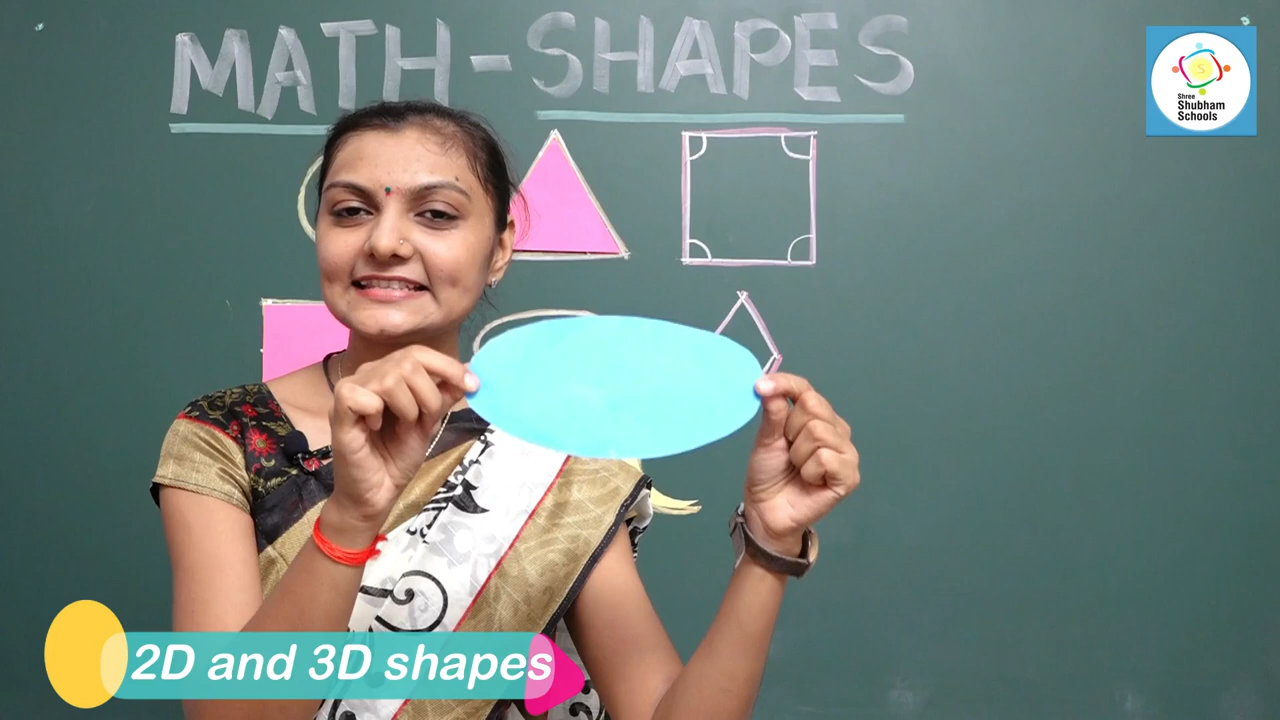 MATH-SHAPES
S
Shree
Shubham
Schools
2D and 3D shapes